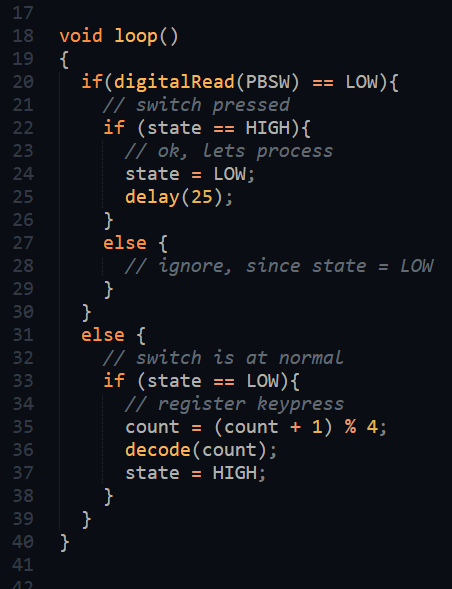 17
18 void loop()
19 {
20   if(digitalRead(PBSW) == LOW){
21     // switch pressed
22     if (state == HIGH){
23       // ok, lets process
24       state = LOW;
25       delay(25);
26     }
27     else {
28       // ignore, since state = LOW
29     }
30   }
31   else {
32     // switch is at normal
33     if (state == LOW){
34       // register keypress
35       count = (count + 1) % 4;
36       decode(count);
37       state = HIGH;
38     }
39   }
40 }
41
42